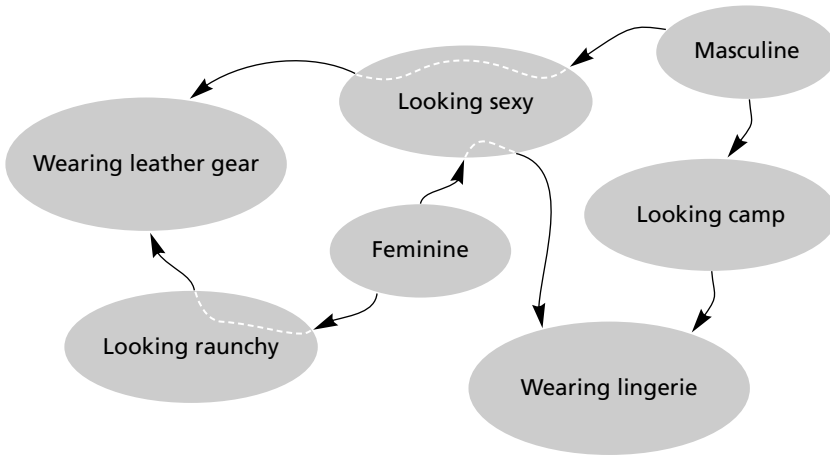 Masculine
Looking sexy
Wearing leather gear
Looking camp
Feminine
Looking raunchy
Wearing lingerie